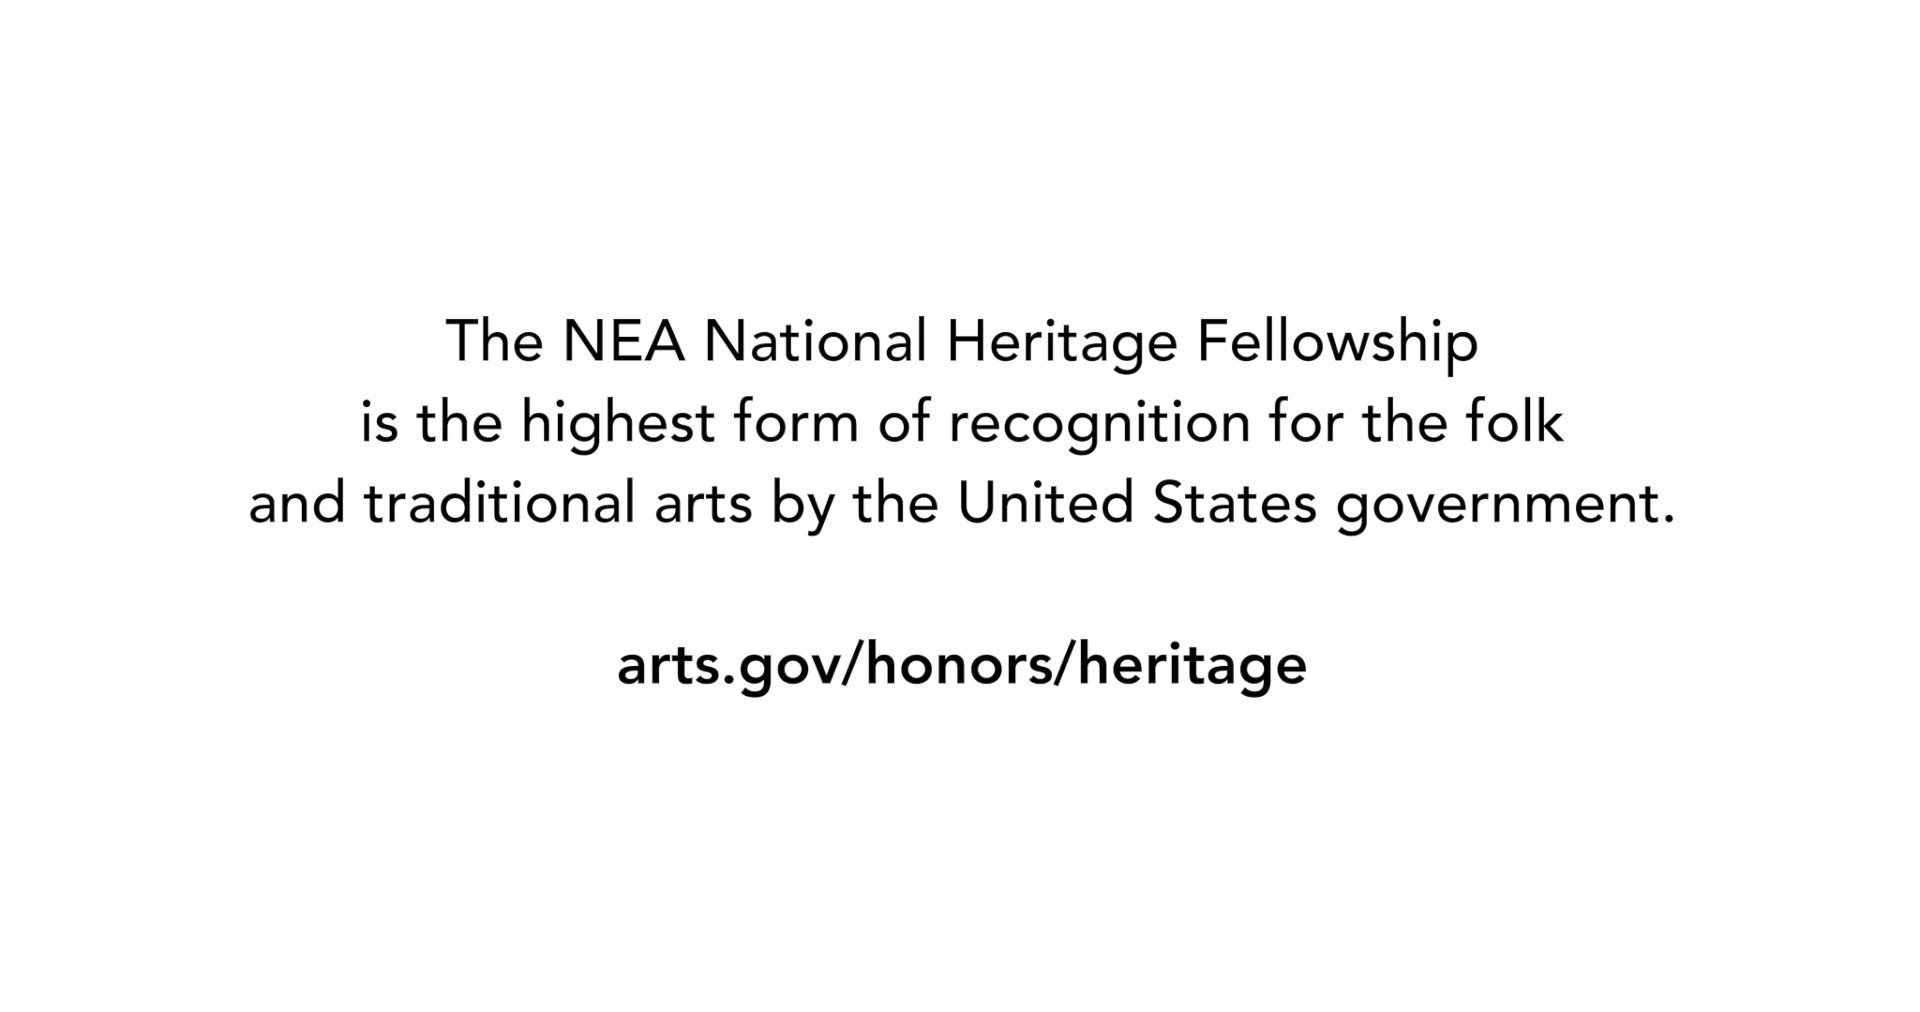 The NEA National Heritage Fellowship
is the highest form of recognition for the folk
and traditional arts by the United States government.
arts.gov/honors/heritage